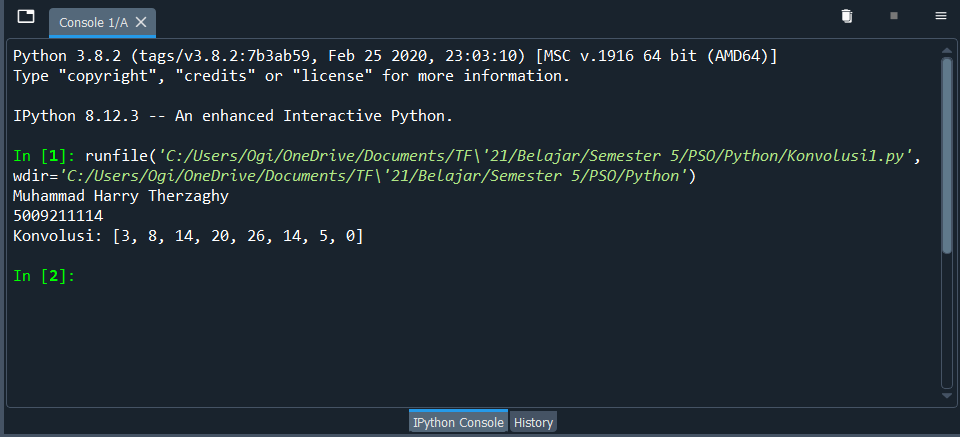 Console 1/A
Python 3.8.2 (tags/v3.8.2:7b3ab59, Feb 25 2020, 23:03:10) [MSC v.1916 64 bit (AMD64)]
Type "copyright", "credits" or "license" for more information.
IPython 8.12.3 -- An enhanced Interactive Python.
In [1]: runfile('C:/Users/Ogi/OneDrive/Documents/TF\'21/Belajar/Semester 5/PSO/Python/Konvolusi1.py',
wdir='C:/Users/Ogi/OneDrive/Documents/TF\'21/Belajar/Semester 5/PSO/Python')
Muhammad Harry Therzaghy
5009211114
Konvolusi: [3, 8, 14, 20, 26, 14, 5, 0]
In [2]:
IPython Console History